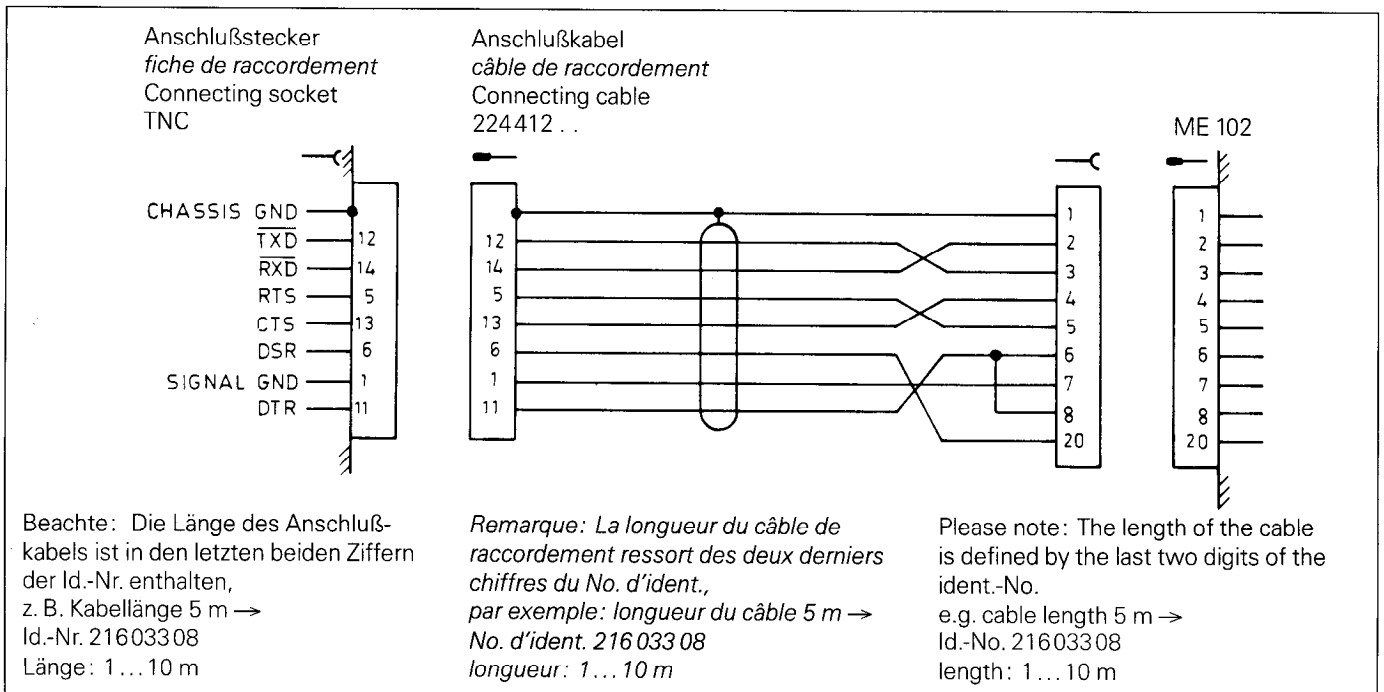 Anschlußstecker
fiche de raccordement
Connecting socket
TNC
Anschlußkabel
câble de raccordement
Connecting cable
224412 . .
ME 102
CHASSIS GND
TXD 12
RXD 14
RTS 5
CTS 13
DSR 6
SIGNAL GND 1
DTR 11
12
14
5
13
6
1
11
1
2
3
4
5
6
7
8
20
1
2
3
4
5
6
7
8
20
Beachte: Die Länge des Anschluß-
kabels ist in den letzten beiden Ziffern
der Id.-Nr. enthalten,
z. B. Kabellänge 5 m →
Id.-Nr. 216 033 08
Länge: 1 ... 10 m
Remarque: La longueur du câble de
raccordement ressort des deux derniers
chiffres du No. d'ident.,
par exemple: longueur du câble 5 m →
No. d'ident. 216 033 08
longueur: 1 ... 10 m
Please note: The length of the cable
is defined by the last two digits of the
ident.-No.
e.g. cable length 5 m →
Id.-No. 216 033 08
length: 1 ... 10 m